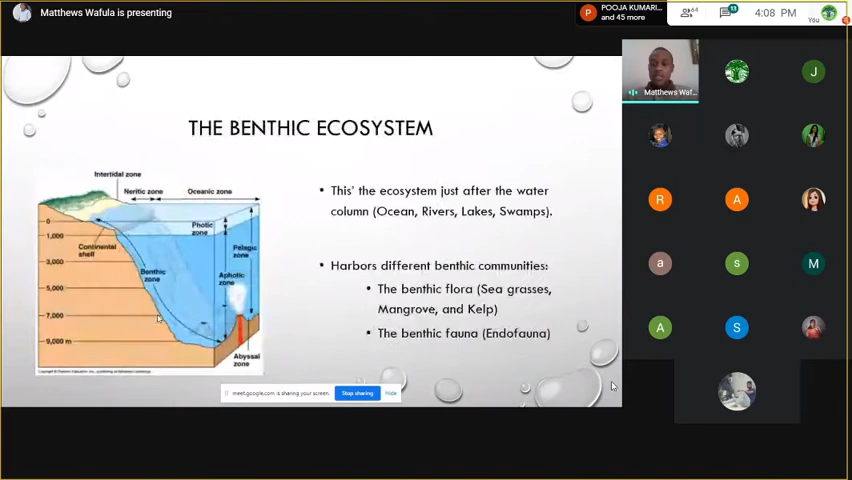 Matthews Wafula is presenting
POOJA KUMARI...
and 45 more
P
64
13
4:08 PM
You
THE BENTHIC ECOSYSTEM
Intertidal zone
Neritic zone
Oceanic zone
0
1,000
3,000
5,000
7,000
9,000 m
Photic
zone
Continental
shelf
Pelagic
zone
Benthic
zone
Aphotic
zone
Abyssal
zone
• This' the ecosystem just after the water
column (Ocean, Rivers, Lakes, Swamps).
• Harbors different benthic communities:
• The benthic flora (Sea grasses,
Mangrove, and Kelp)
• The benthic fauna (Endofauna)
meet.google.com is sharing your screen.
Stop sharing
Hide
Matthews Waf...
J
R
A
a
s
M
A
S